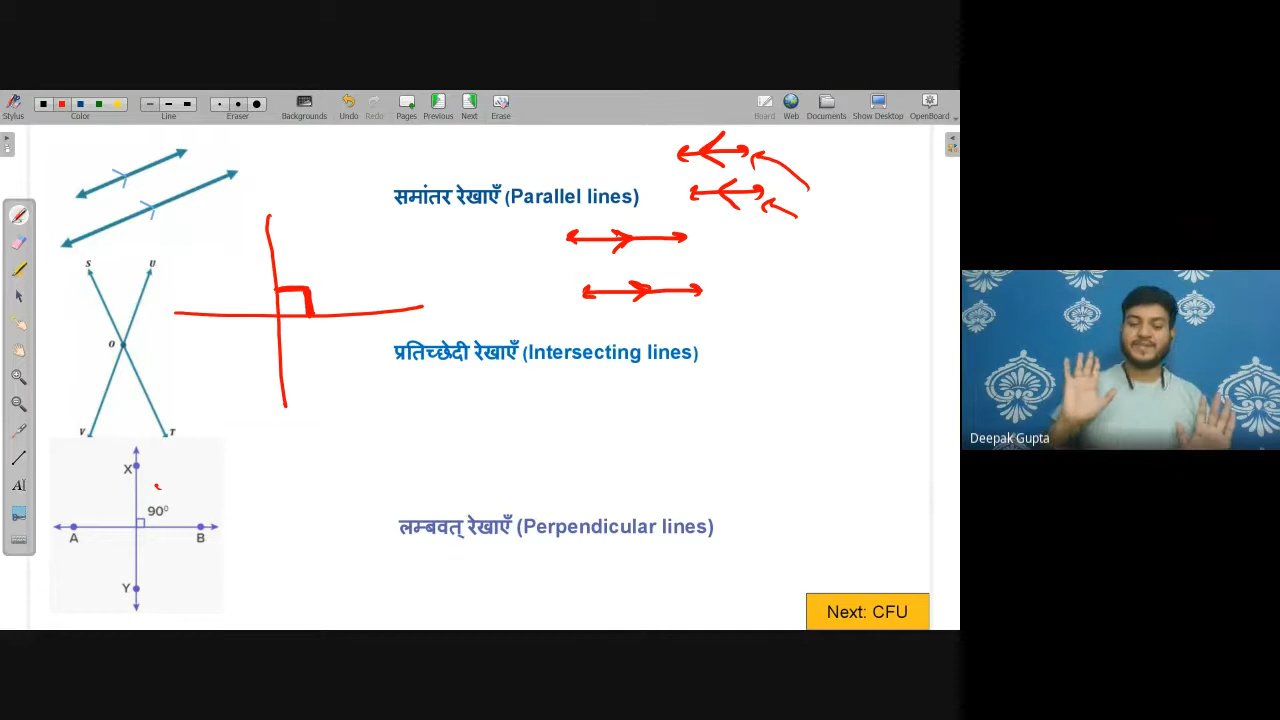 Stylus
Color
Line
Eraser
Backgrounds
Undo
Redo
Pages
Previous
Next
Erase
Board
Web
Documents
Show Desktop
OpenBoard
समांतर रेखाएँ (Parallel lines)
S
U
O
प्रतिच्छेदी रेखाएँ (Intersecting lines)
V
T
X
90°
A
B
Y
लम्बवत् रेखाएँ (Perpendicular lines)
Next: CFU
Deepak Gupta